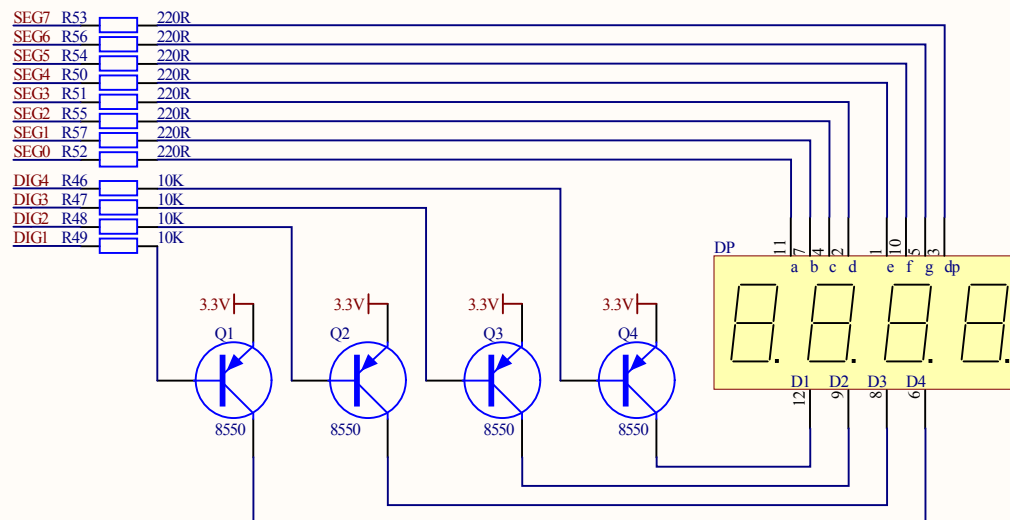 SEG7 R53 220R
SEG6 R56 220R
SEG5 R54 220R
SEG4 R50 220R
SEG3 R51 220R
SEG2 R55 220R
SEG1 R57 220R
SEG0 R52 220R
DIG4 R46 10K
DIG3 R47 10K
DIG2 R48 10K
DIG1 R49 10K
DP
11 7 4 2 1 10 5 3
a b c d e f g dp
3.3V 3.3V 3.3V 3.3V
Q1 Q2 Q3 Q4
D1 D2 D3 D4
12 9 8 6
8550 8550 8550 8550